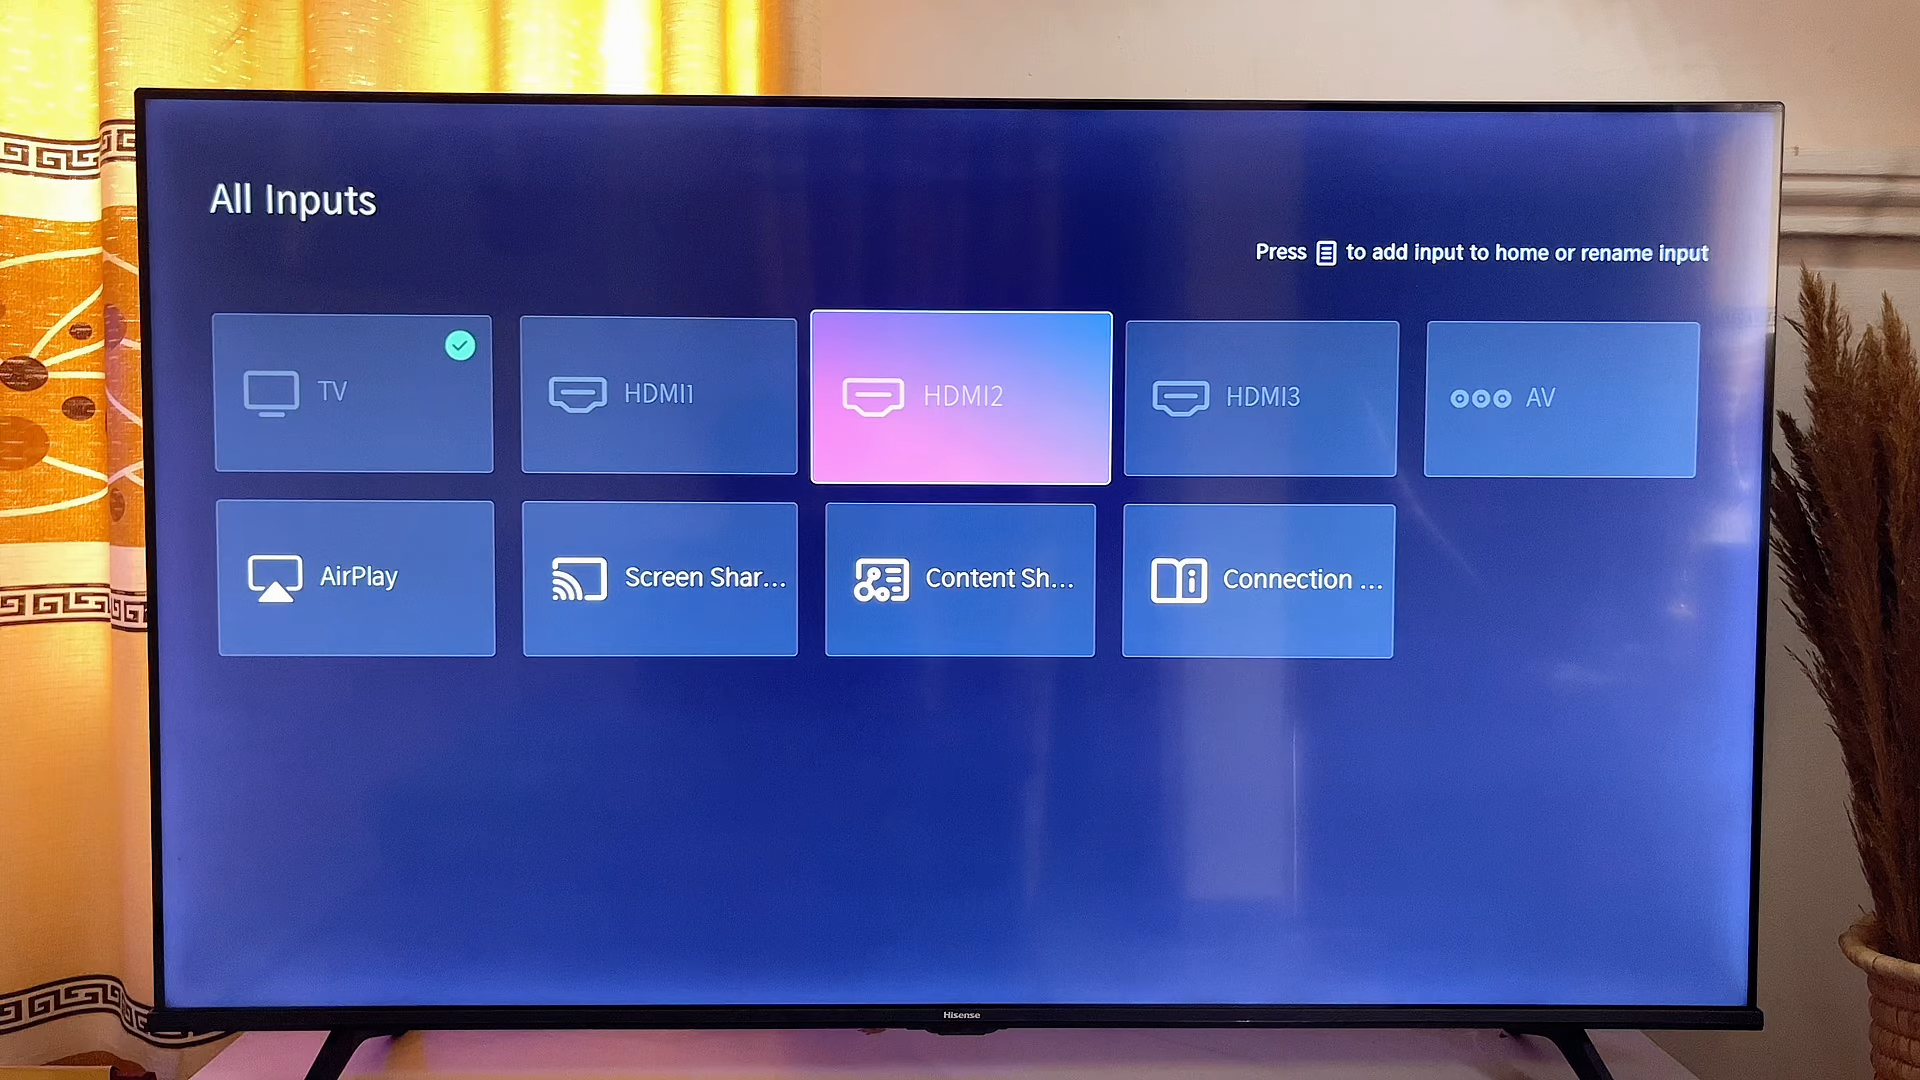 All Inputs
Press to add input to home or rename input
TV
HDMI1
HDMI2
HDMI3
AV
AirPlay
Screen Shar...
Content Sh...
Connection ...
Hisense